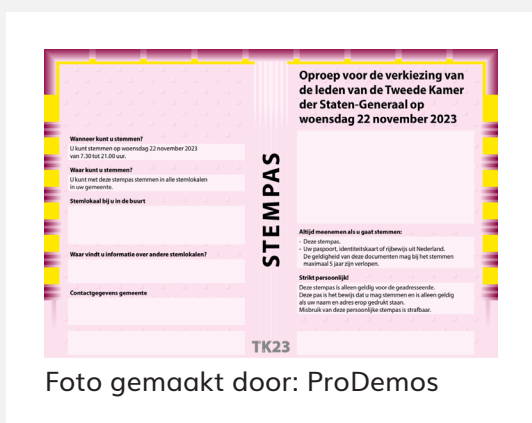 Wanneer kunt u stemmen?
U kunt stemmen op woensdag 22 november 2023
van 7.30 tot 21.00 uur.
Waar kunt u stemmen?
U kunt met deze stempas stemmen in alle stemlokalen
in uw gemeente.
Stemlokaal bij u in de buurt
Waar vindt u informatie over andere stemlokalen?
Contactgegevens gemeente
STEMPAS
TK23
Oproep voor de verkiezing van
de leden van de Tweede Kamer
der Staten-Generaal op
woensdag 22 november 2023
Altijd meenemen als u gaat stemmen:
- Deze stempas.
- Uw paspoort, identiteitskaart of rijbewijs uit Nederland.
De geldigheid van deze documenten mag bij het stemmen
maximaal 5 jaar zijn verlopen.
Strikt persoonlijk!
Deze stempas is alleen geldig voor de geadresseerde.
Deze pas is het bewijs dat u mag stemmen en is alleen geldig
als uw naam en adres erop gedrukt staan.
Misbruik van deze persoonlijke stempas is strafbaar.
Foto gemaakt door: ProDemos